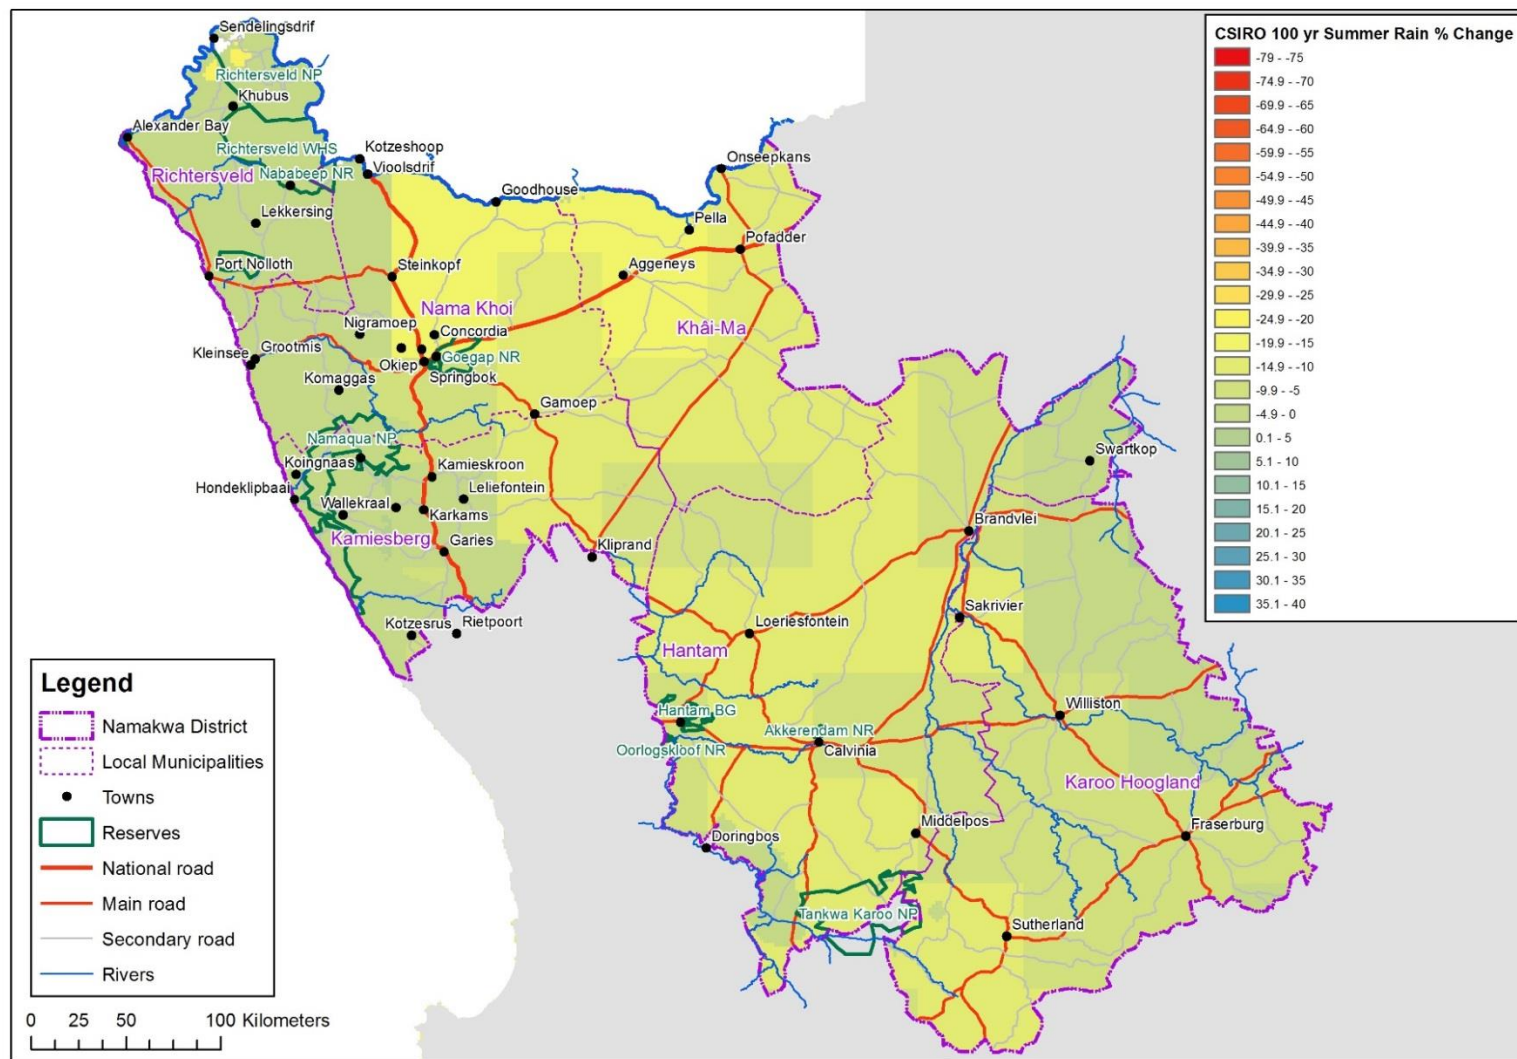 Sendelingsdrif
Richtersveld NP
Khubus
Alexander Bay
Richtersveld WHS
Kotzeshoop
Vioolsdrif
Richtersveld
Nababeep NR
Onseepkans
Goodhouse
Lekkersing
Pella
Pofadder
Port Nolloth
Steinkopf
Aggeneys
Nama Khoi
Khâi-Ma
Nigramoep
Concordia
Kleinsee
Grootmis
Okiep
Goegap NR
Springbok
Komaggas
Gamoep
Namaqua NP
Koingnaas
Kamieskroon
Swartkop
Hondeklipbaai
Leliefontein
Wallekraal
Karkams
Brandvlei
Kamiesberg
Garies
Kliprand
Sakrivier
Kotzesrus
Rietpoort
Loeriesfontein
Hantam
Hantam BG
Williston
Akkerendam NR
Oorlogskloof NR
Calvinia
Karoo Hoogland
Middelpos
Fraserburg
Doringbos
Tankwa Karoo NP
Sutherland
CSIRO 100 yr Summer Rain % Change
-79 - -75
-74.9 - -70
-69.9 - -65
-64.9 - -60
-59.9 - -55
-54.9 - -50
-49.9 - -45
-44.9 - -40
-39.9 - -35
-34.9 - -30
-29.9 - -25
-24.9 - -20
-19.9 - -15
-14.9 - -10
-9.9 - -5
-4.9 - 0
0.1 - 5
5.1 - 10
10.1 - 15
15.1 - 20
20.1 - 25
25.1 - 30
30.1 - 35
35.1 - 40
Legend
Namakwa District
Local Municipalities
Towns
Reserves
National road
Main road
Secondary road
Rivers
0 25 50 100 Kilometers